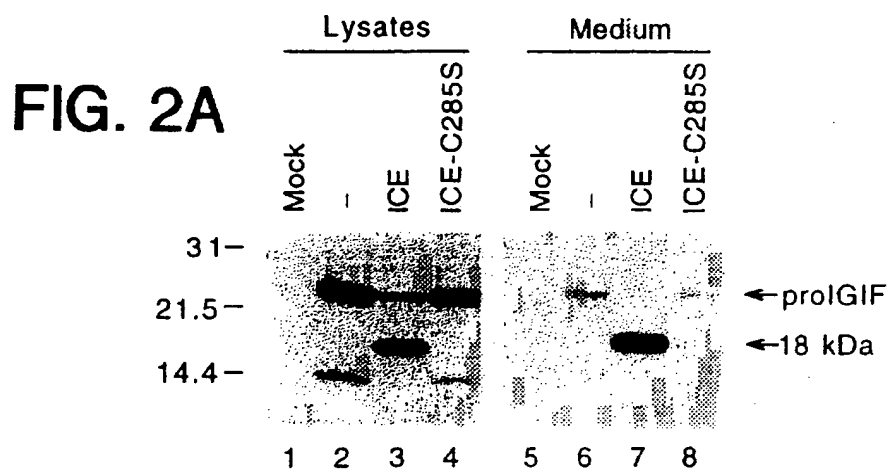 Lysates
Medium
FIG. 2A
Mock
–
ICE
ICE-C285S
Mock
–
ICE
ICE-C285S
31–
21.5–
14.4–
←proIGIF
←18 kDa
1 2 3 4 5 6 7 8